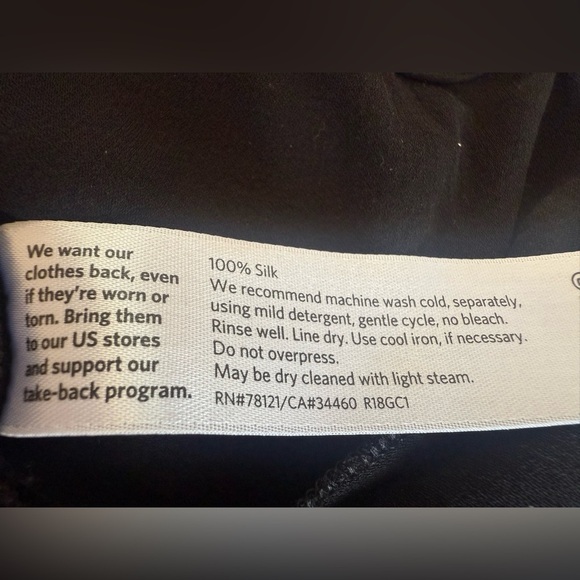 We want our
clothes back, even
if they're worn or
torn. Bring them
to our US stores
and support our
take-back program.
100% Silk
We recommend machine wash cold, separately,
using mild detergent, gentle cycle, no bleach.
Rinse well. Line dry. Use cool iron, if necessary.
Do not overpress.
May be dry cleaned with light steam.
RN#78121/CA#34460 R18GC1